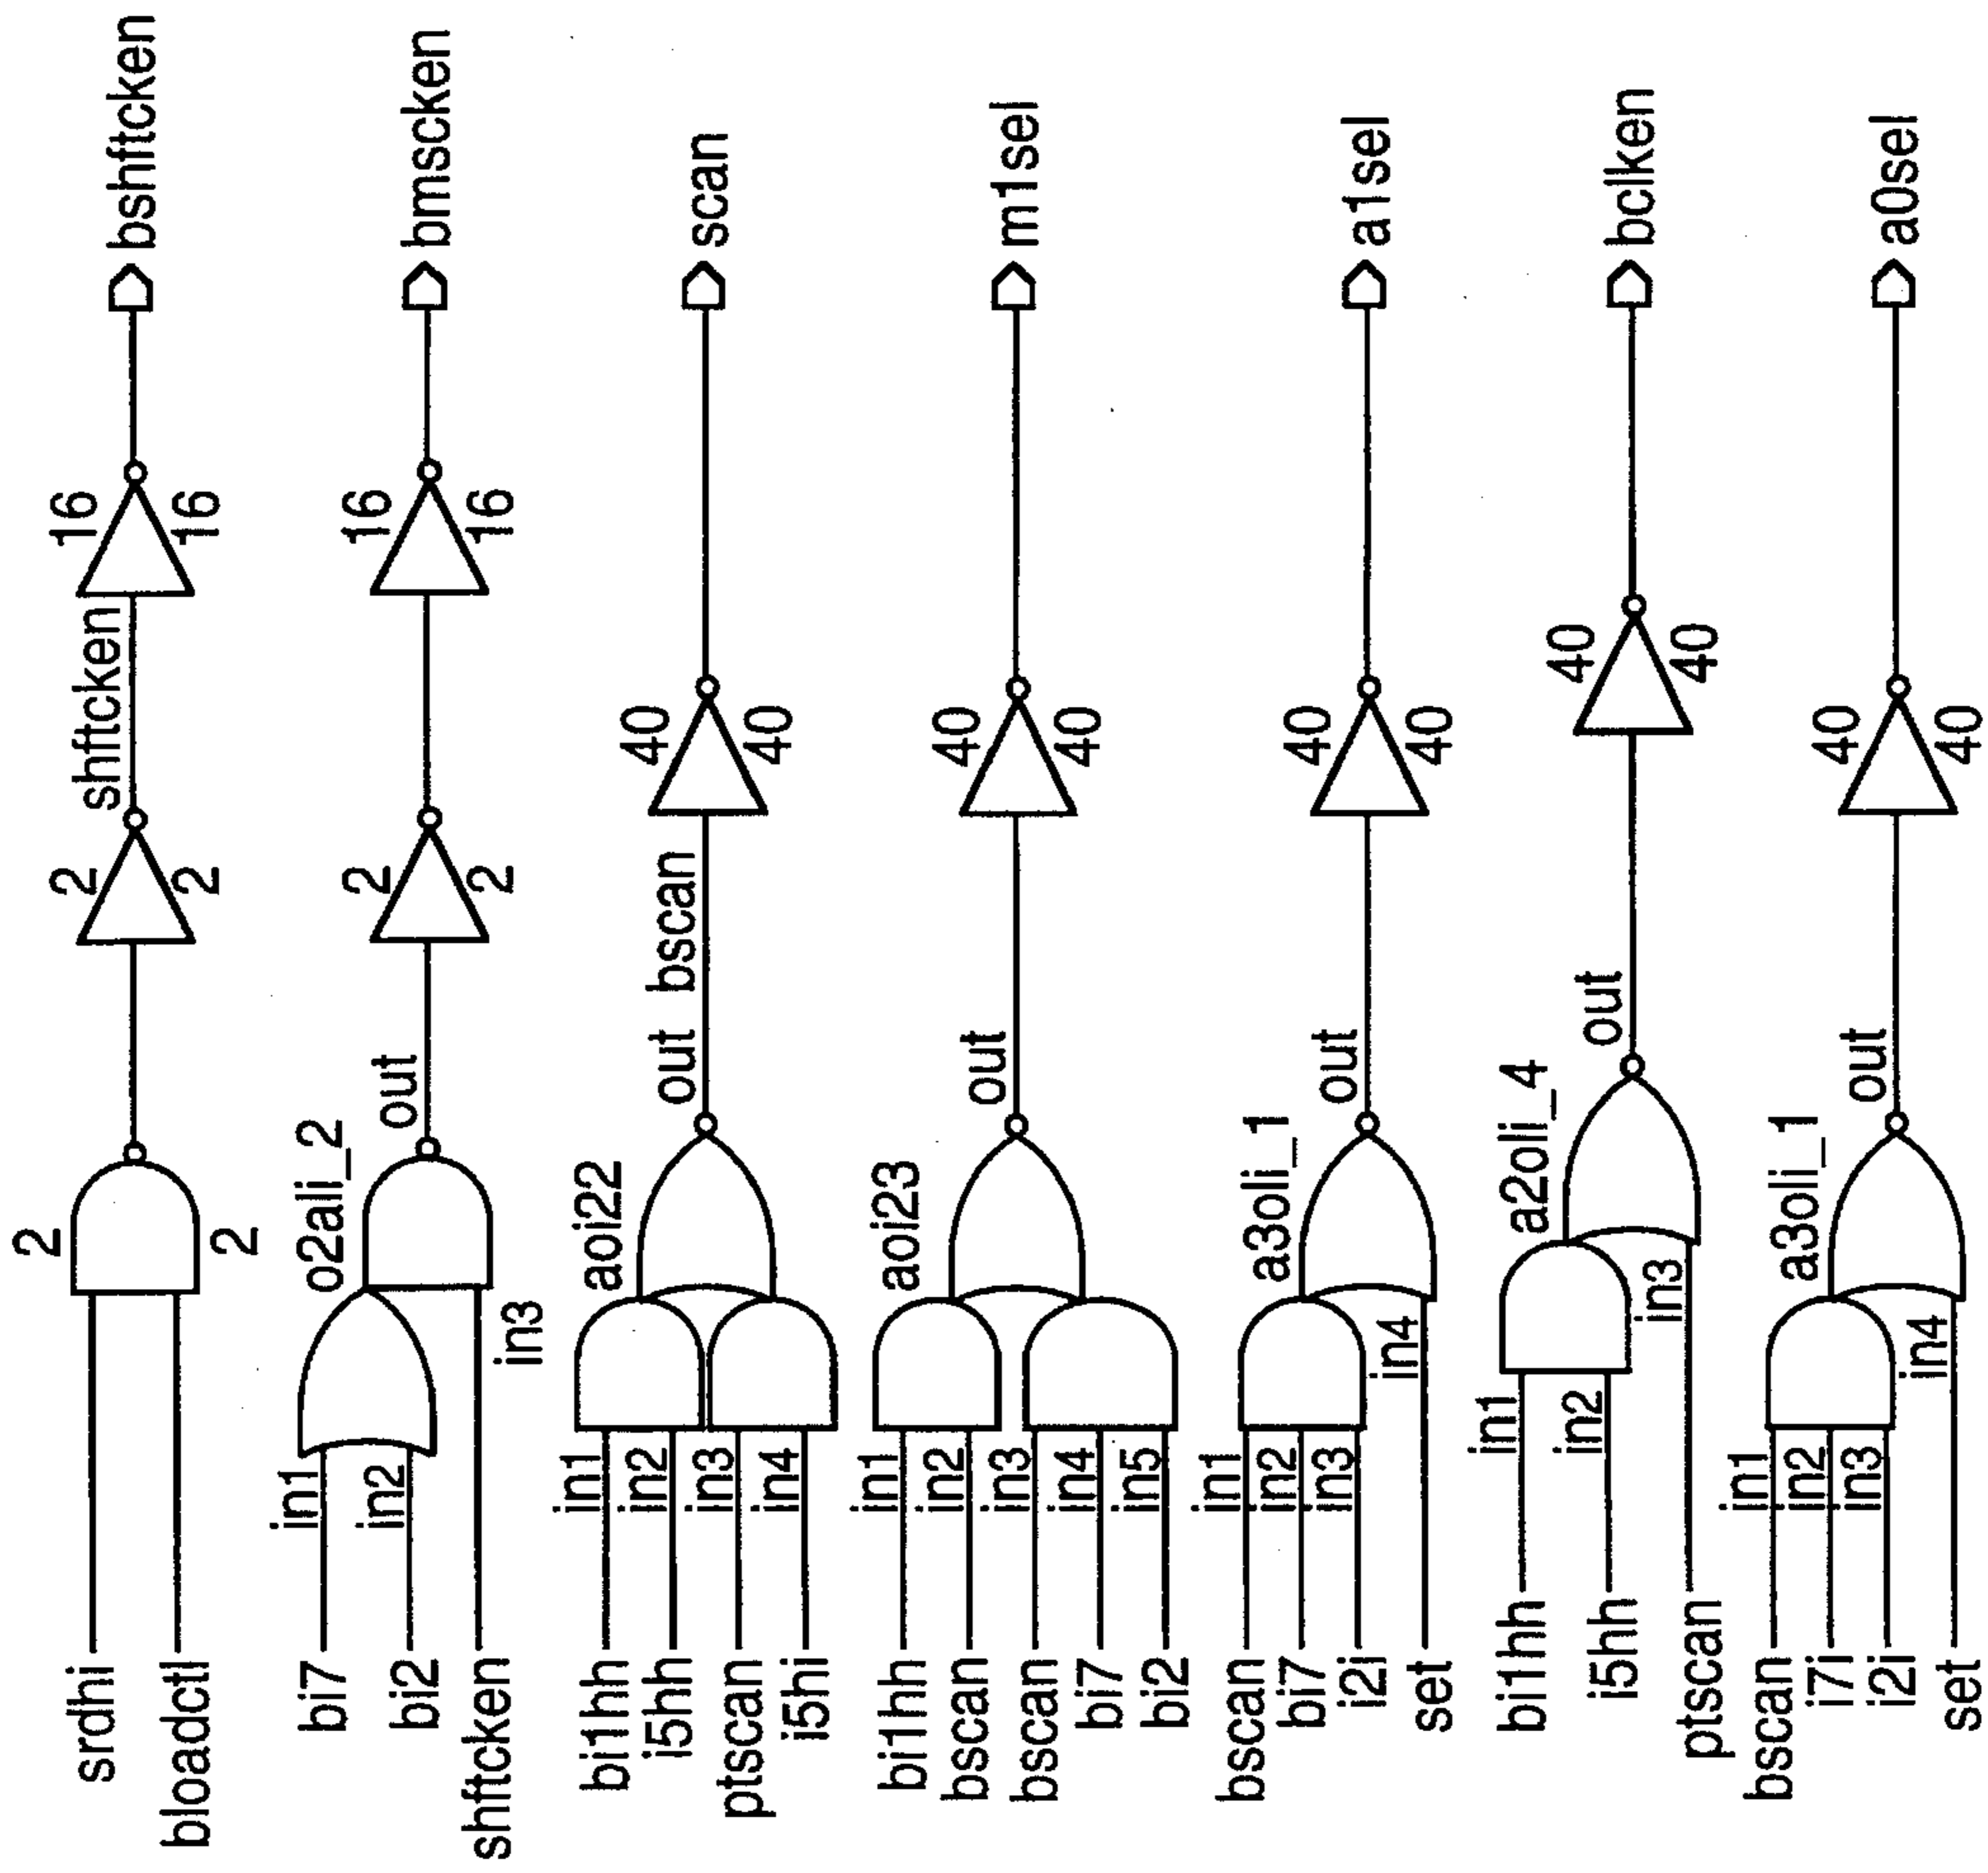 srdhi
bloadctl
2
2
2
2
shftcken
16
16
bshftcken
bi7
bi2
shftcken
in1
in2
in3
o2ali_2
out
2
2
16
16
bmscken
bi1hh
i5hh
ptscan
i5hi
in1
in2
in3
in4
aoi22
out bscan
40
40
scan
bi1hh
bscan
bscan
bi7
bi2
in1
in2
in3
in4
in5
aoi23
out
40
40
m1sel
bscan
bi7
i2i
set
in1
in2
in3
in4
a3oli_1
out
40
40
a1sel
bi1hh
i5hh
ptscan
in1
in2
in3
a2oli_4
out
40
40
bclken
bscan
i7i
i2i
set
in1
in2
in3
in4
a3oli_1
out
40
40
a0sel